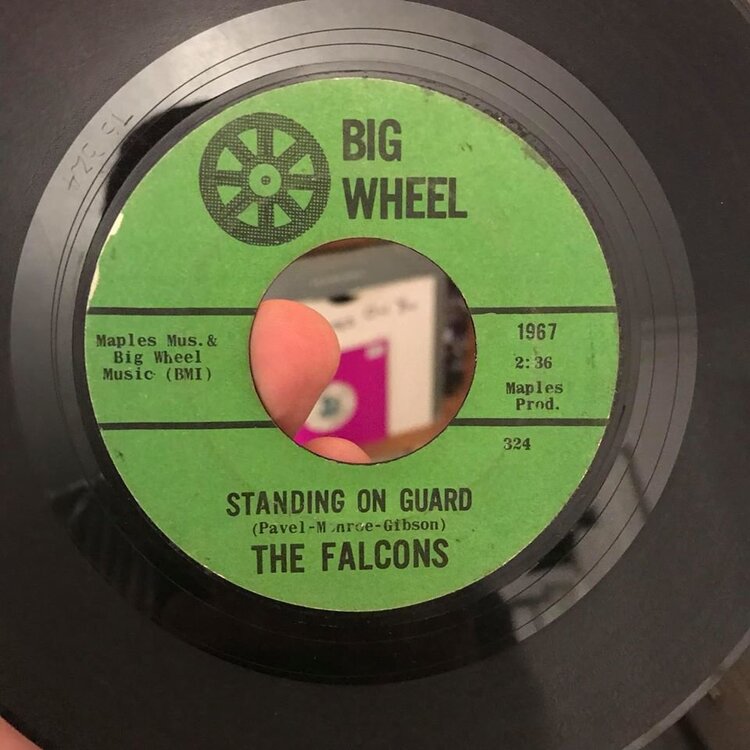 BIG
WHEEL
Maples Mus.&
Big Wheel
Music (BMI)
1967
2:36
Maples
Prod.
324
STANDING ON GUARD
(Pavel-M nroe-Gibson)
THE FALCONS